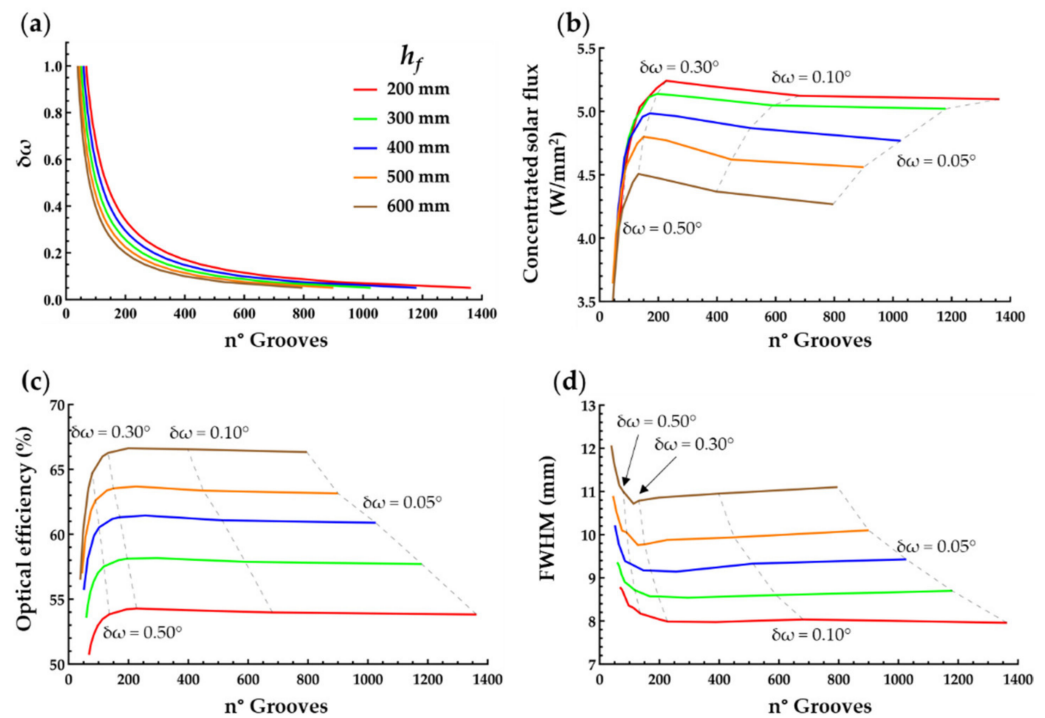 (a)
δω
1.0
0.8
0.6
0.4
0.2
0.0
0 200 400 600 800 1000 1200 1400
n° Grooves
h_f
200 mm
300 mm
400 mm
500 mm
600 mm
(b)
Concentrated solar flux
(W/mm²)
5.5
5.0
4.5
4.0
3.5
δω = 0.30°
δω = 0.10°
δω = 0.05°
δω = 0.50°
0 200 400 600 800 1000 1200 1400
n° Grooves
(c)
Optical efficiency (%)
70
65
60
55
50
δω = 0.30° δω = 0.10°
δω = 0.05°
δω = 0.50°
0 200 400 600 800 1000 1200 1400
n° Grooves
(d)
FWHM (mm)
13
12
11
10
9
8
7
δω = 0.50°
δω = 0.30°
δω = 0.05°
δω = 0.10°
0 200 400 600 800 1000 1200 1400
n° Grooves